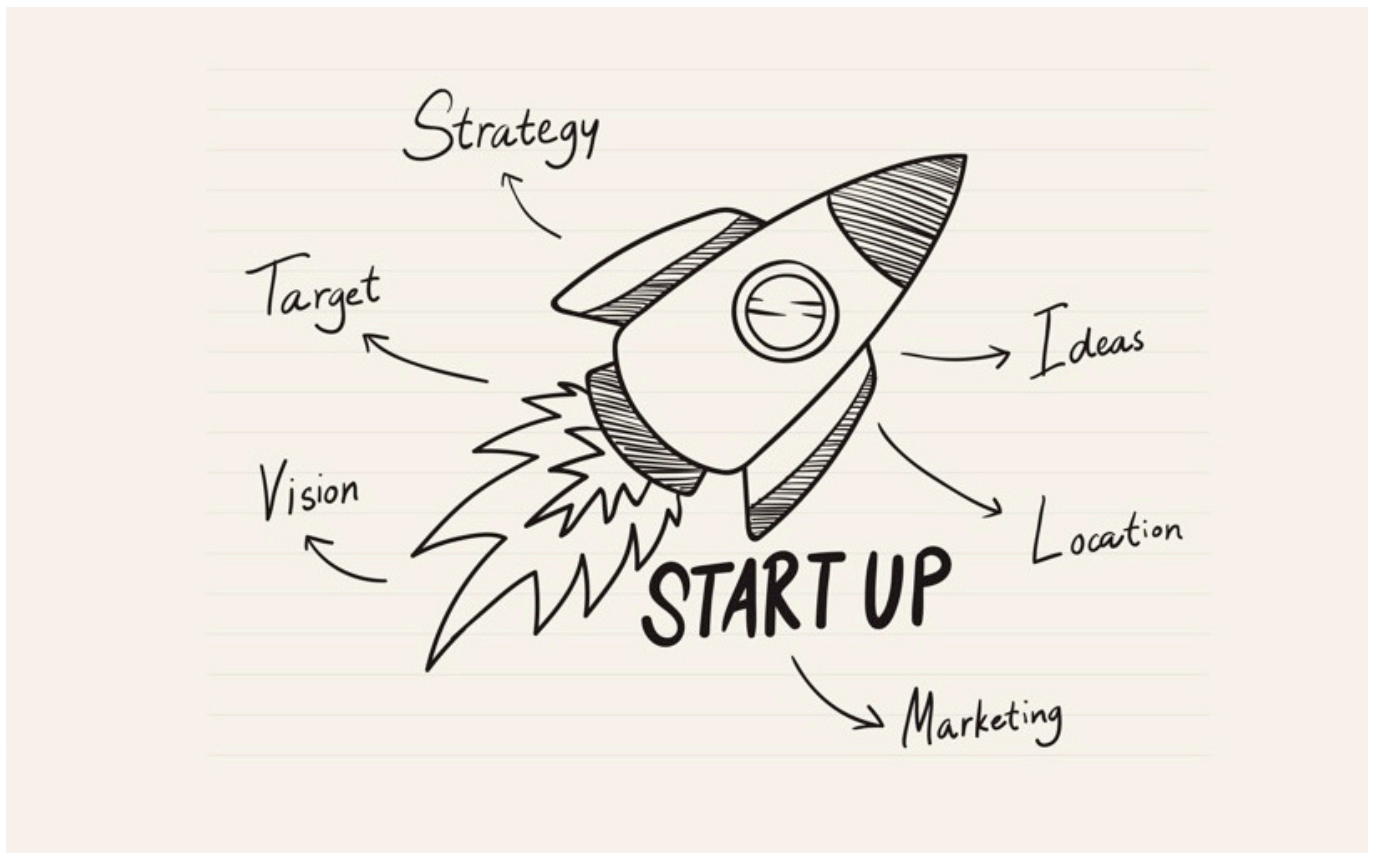 Strategy
Target
Ideas
Vision
Location
START UP
Marketing